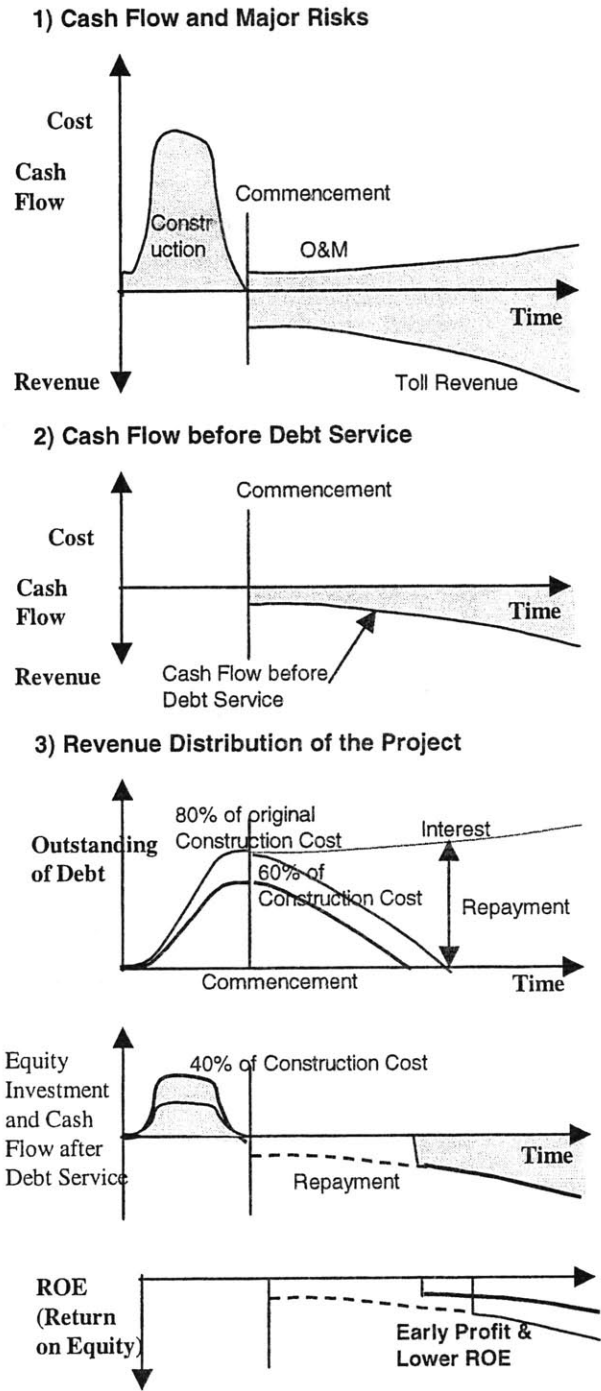 1) Cash Flow and Major Risks
Cost
Cash
Flow
Commencement
Constr
uction
O&M
Time
Revenue
Toll Revenue
2) Cash Flow before Debt Service
Commencement
Cost
Cash
Flow
Time
Revenue
Cash Flow before
Debt Service
3) Revenue Distribution of the Project
80% of original
Construction Cost
Interest
Outstanding
of Debt
60% of
Construction Cost
Repayment
Commencement
Time
Equity
Investment
and Cash
Flow after
Debt Service
40% of Construction Cost
Time
Repayment
ROE
(Return
on Equity)
Early Profit &
Lower ROE